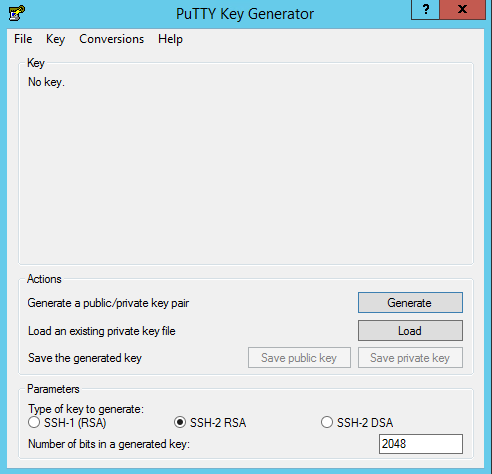 PuTTY Key Generator ? x
File Key Conversions Help
Key
No key.
Actions
Generate a public/private key pair Generate
Load an existing private key file Load
Save the generated key Save public key Save private key
Parameters
Type of key to generate:
SSH-1 (RSA) SSH-2 RSA SSH-2 DSA
Number of bits in a generated key: 2048